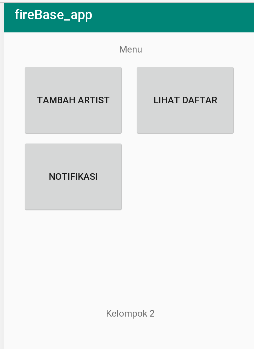 fireBase_app
Menu
TAMBAH ARTIST
LIHAT DAFTAR
NOTIFIKASI
Kelompok 2